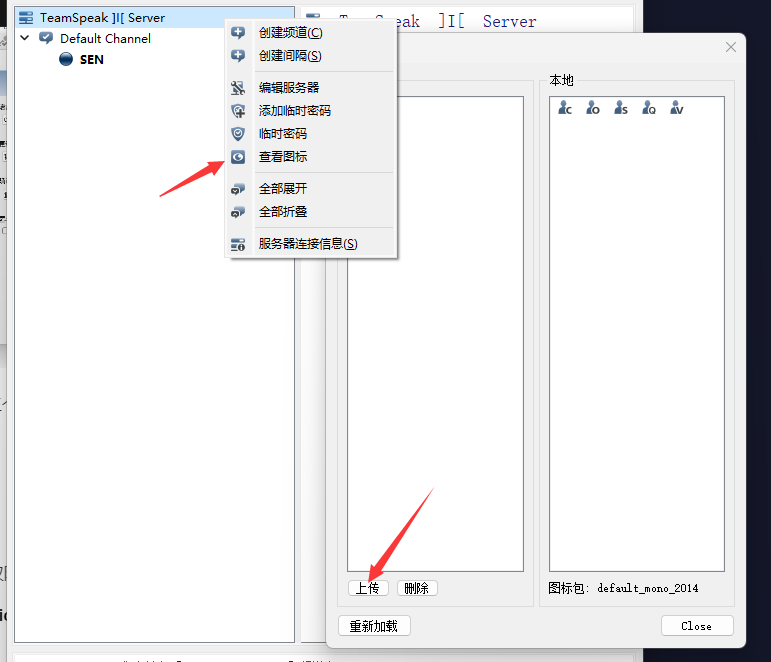 TeamSpeak ]I[ Server
Default Channel
SEN
TeamSpeak ]I[ Server
创建频道(C)
创建间隔(S)
编辑服务器
添加临时密码
临时密码
查看图标
全部展开
全部折叠
服务器连接信息(S)
本地
C O S Q V
上传
删除
图标包: default_mono_2014
重新加载
Close